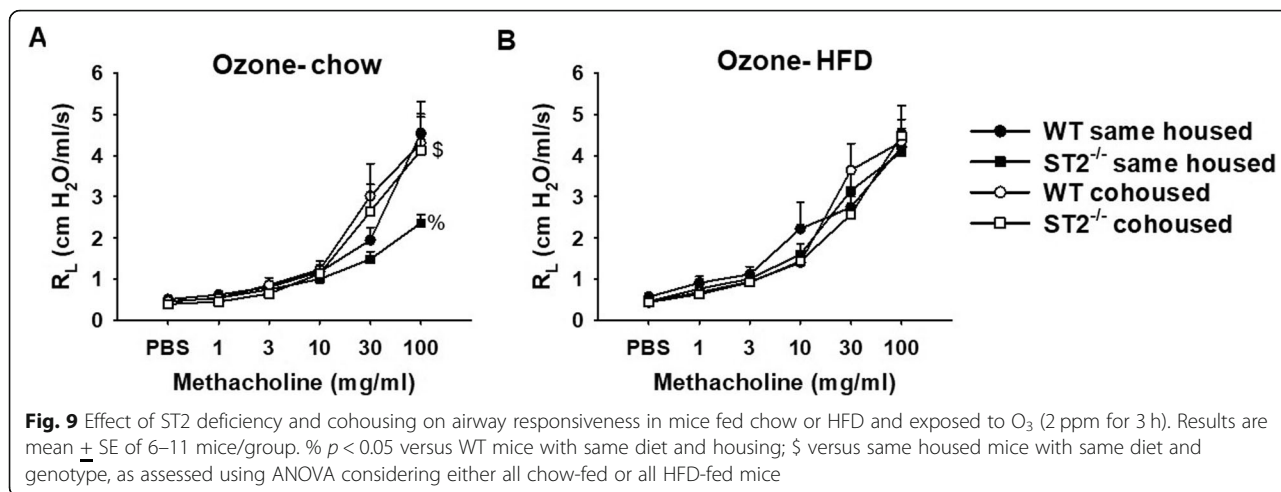 A
Ozone- chow
B
Ozone- HFD
6
5
4
3
2
1
0
R_L (cm H₂O/ml/s)
$
%
PBS 1 3 10 30 100
Methacholine (mg/ml)
6
5
4
3
2
1
0
R_L (cm H₂O/ml/s)
PBS 1 3 10 30 100
Methacholine (mg/ml)
WT same housed
ST2⁻/⁻ same housed
WT cohoused
ST2⁻/⁻ cohoused
Fig. 9 Effect of ST2 deficiency and cohousing on airway responsiveness in mice fed chow or HFD and exposed to O₃ (2 ppm for 3 h). Results are
mean ± SE of 6–11 mice/group. % p < 0.05 versus WT mice with same diet and housing; $ versus same housed mice with same diet and
genotype, as assessed using ANOVA considering either all chow-fed or all HFD-fed mice